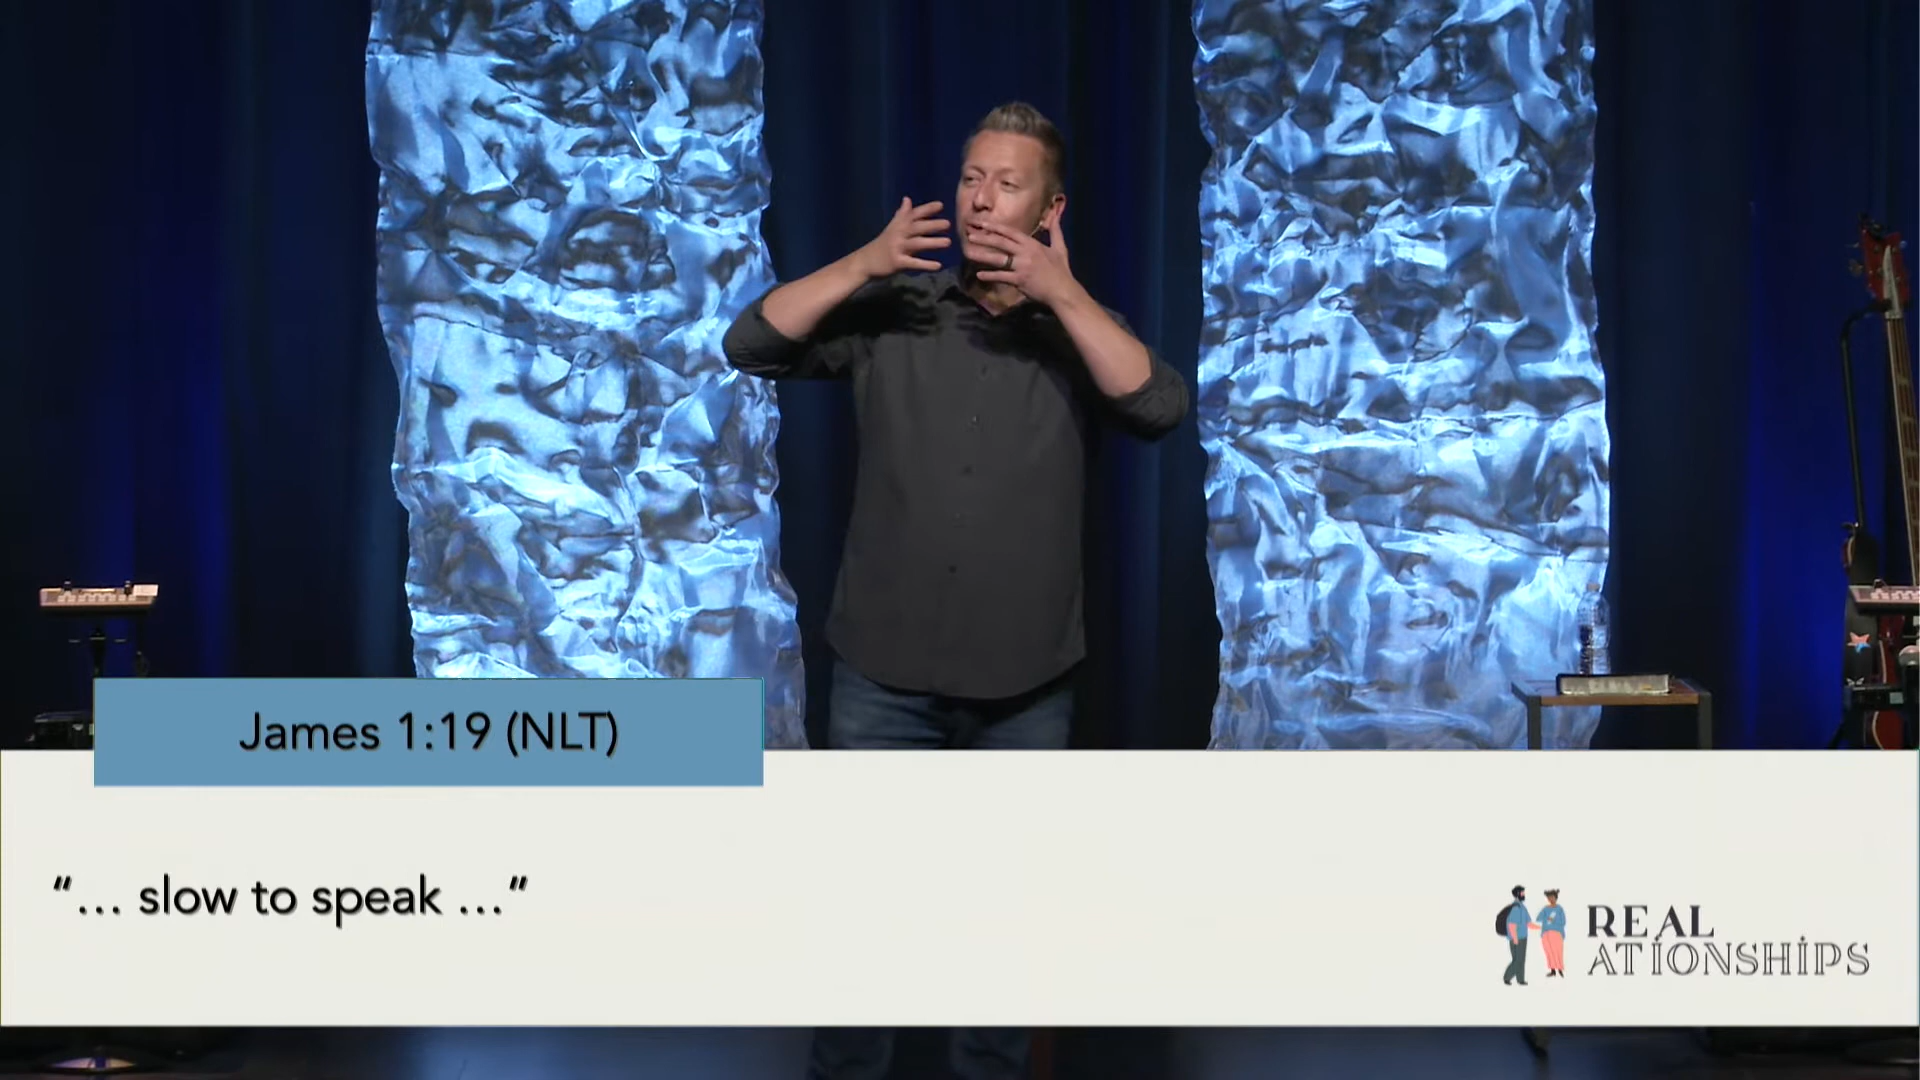 James 1:19 (NLT)
“... slow to speak ...”
REAL
ATIONSHIPS